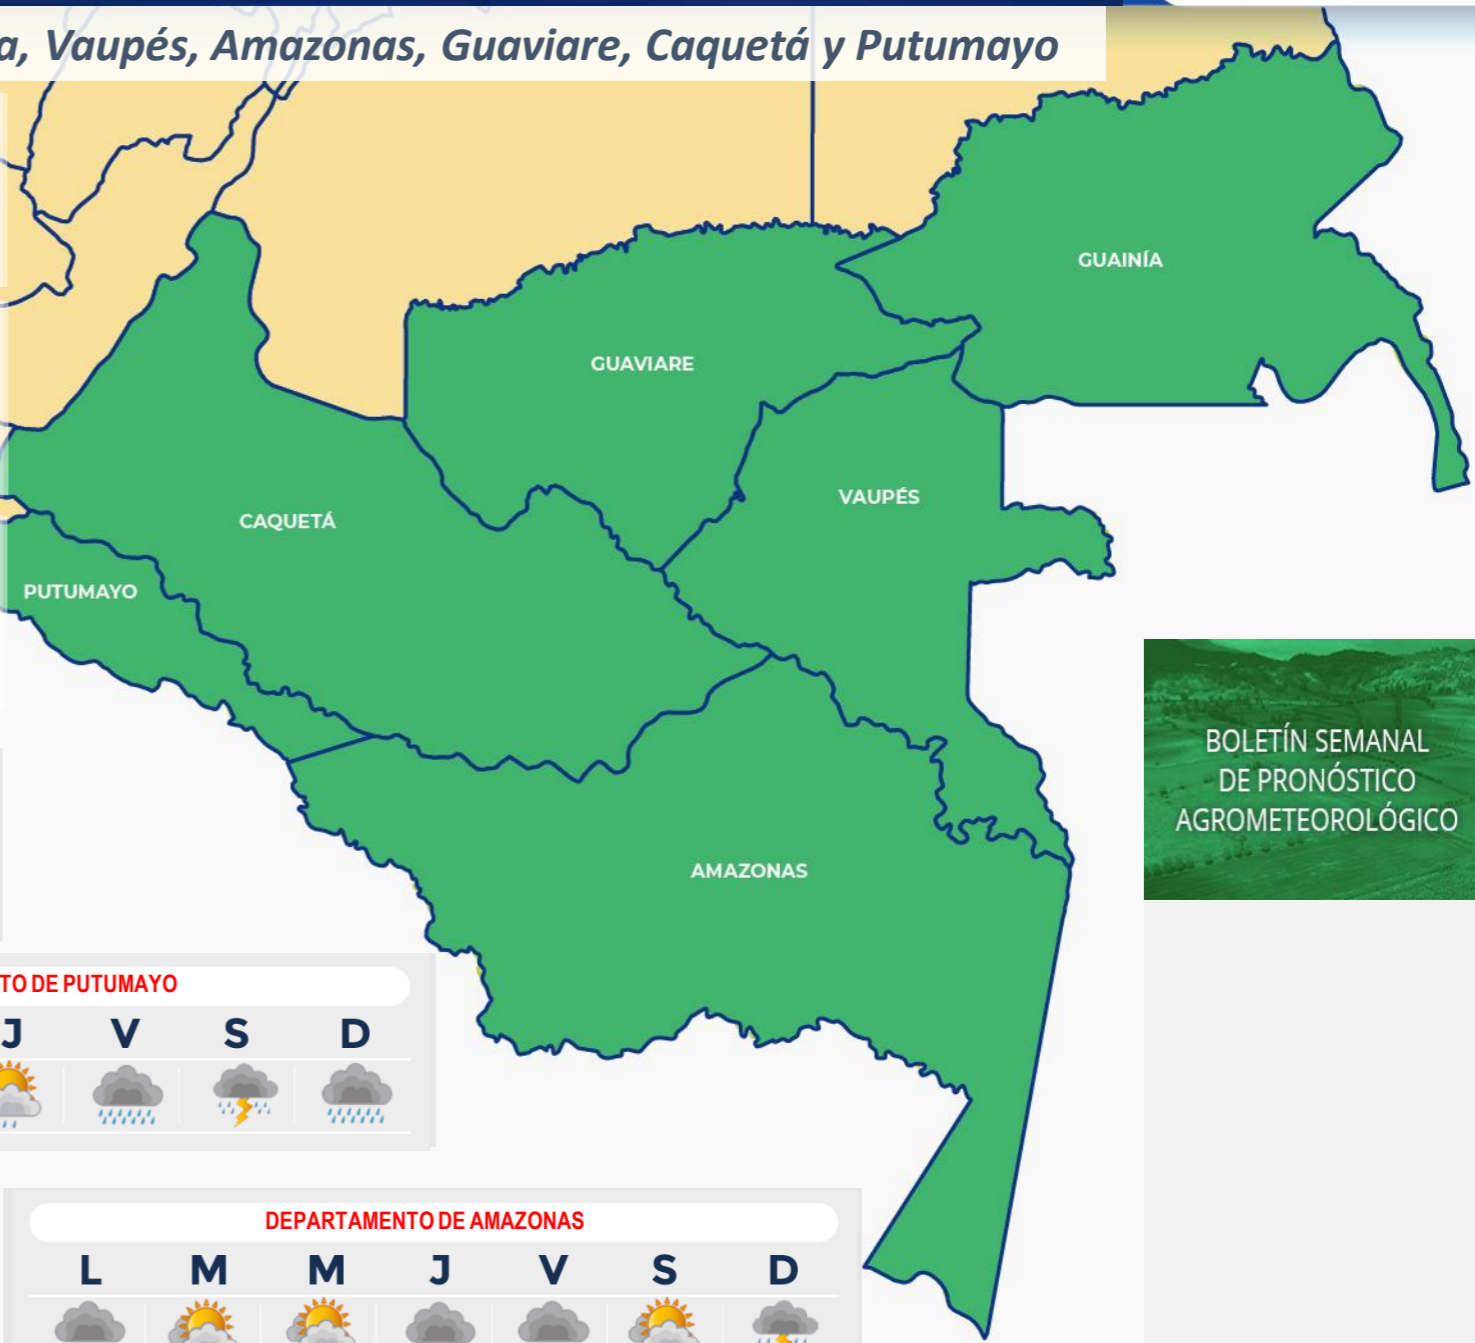 a, Vaupés, Amazonas, Guaviare, Caquetá y Putumayo
GUAINÍA
GUAVIARE
VAUPÉS
CAQUETÁ
PUTUMAYO
BOLETÍN SEMANAL
DE PRONÓSTICO
AGROMETEOROLÓGICO
AMAZONAS
TO DE PUTUMAYO
J V S D
DEPARTAMENTO DE AMAZONAS
L M M J V S D